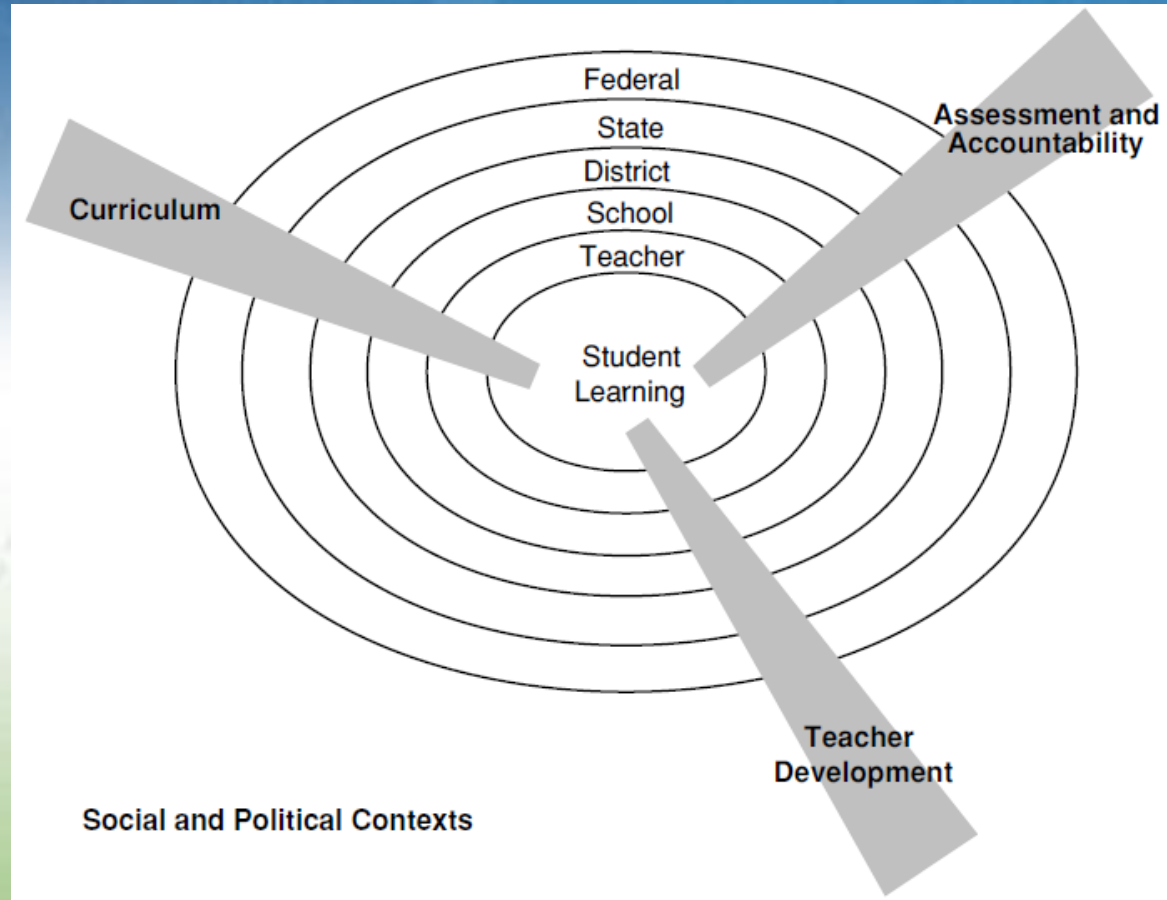 Federal
State
District
School
Teacher
Student
Learning
Curriculum
Assessment and
Accountability
Teacher
Development
Social and Political Contexts